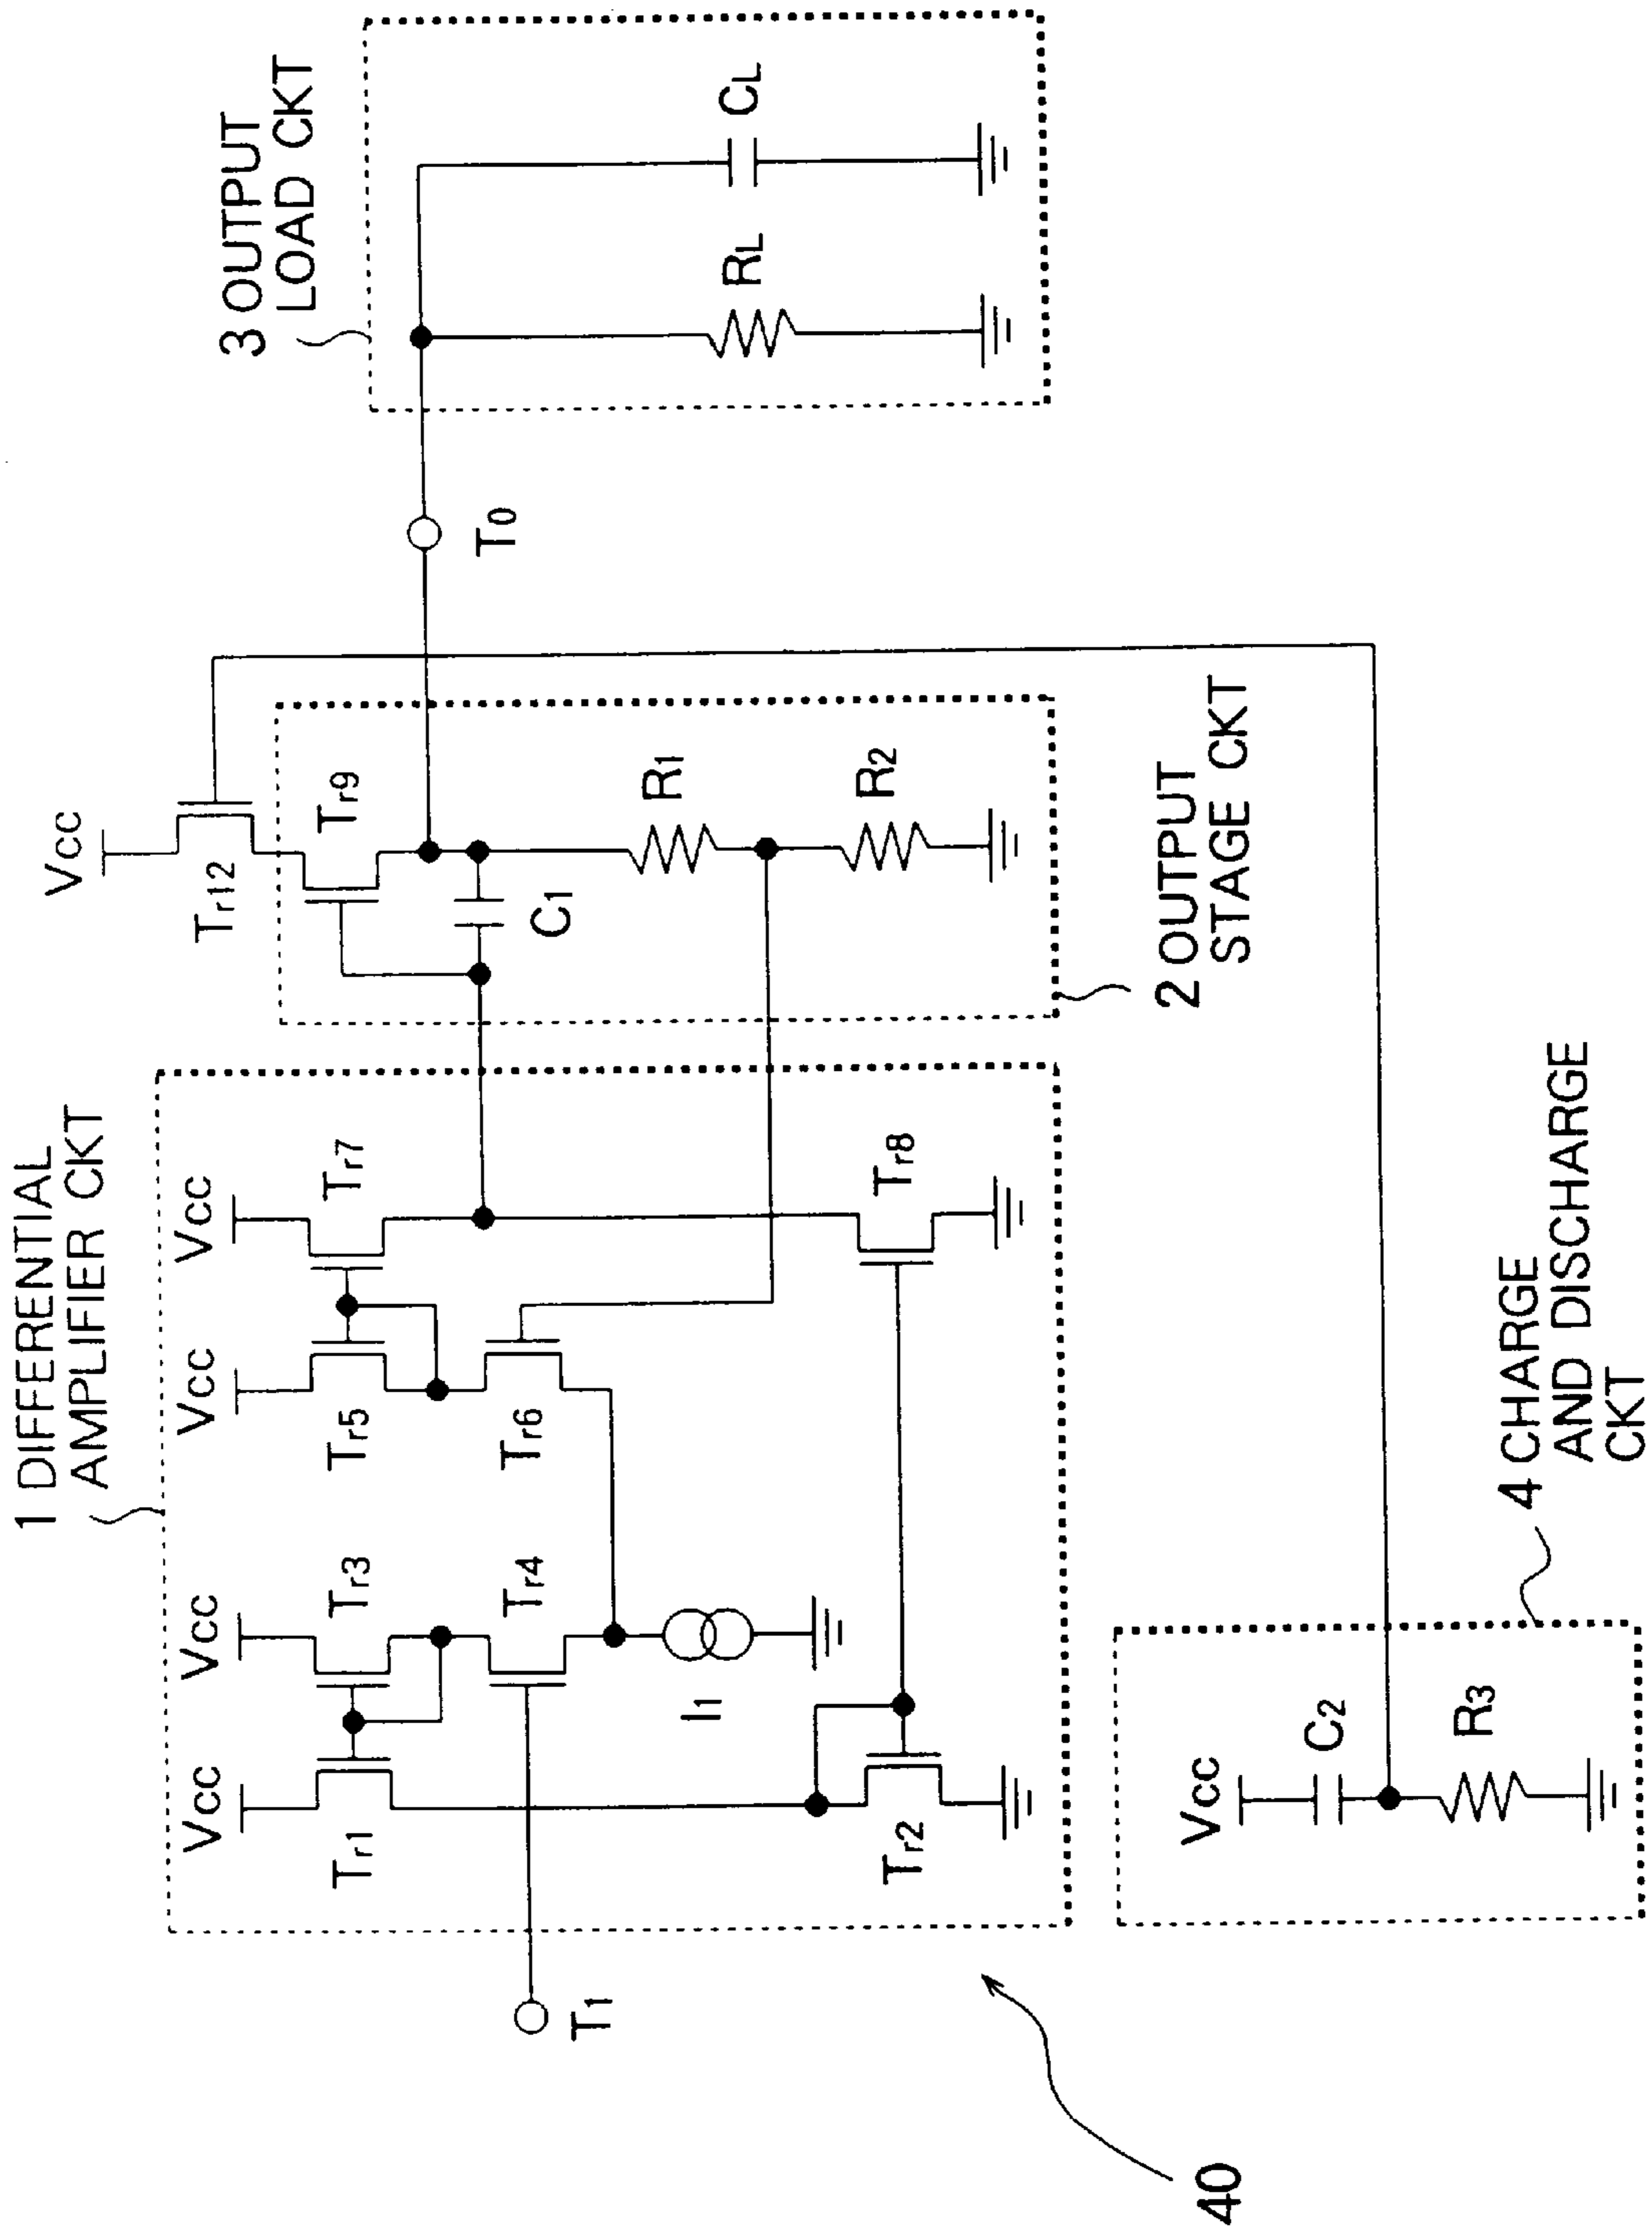 1 DIFFERENTIAL
AMPLIFIER CKT
Vcc
Vcc
Vcc
Vcc
Tr1
Tr3
Tr5
Tr7
Tr4
Tr6
T1
I1
Tr2
Tr8
Vcc
Tr12
Tr9
C1
R1
R2
2 OUTPUT
STAGE CKT
T0
3 OUTPUT
LOAD CKT
RL
CL
Vcc
C2
R3
4 CHARGE
AND DISCHARGE
CKT
40